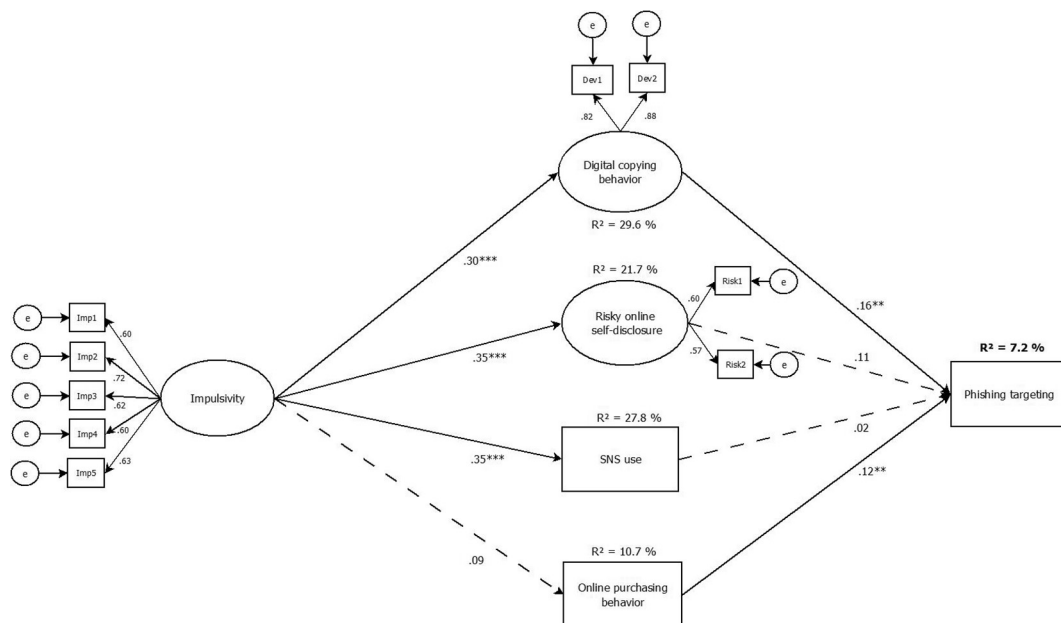 e
e
Dev1
Dev2
.82
.88
Digital copying
behavior
R² = 29.6 %
.30***
R² = 21.7 %
Risk1
e
.60
Risky online
self-disclosure
.16**
.57
.11
Risk2
e
R² = 7.2 %
Phishing targeting
e
Imp1
.60
e
Imp2
.72
e
Imp3
.62
e
Imp4
.60
e
Imp5
.63
Impulsivity
.35***
R² = 27.8 %
.35***
SNS use
.02
.12**
.09
R² = 10.7 %
Online purchasing
behavior